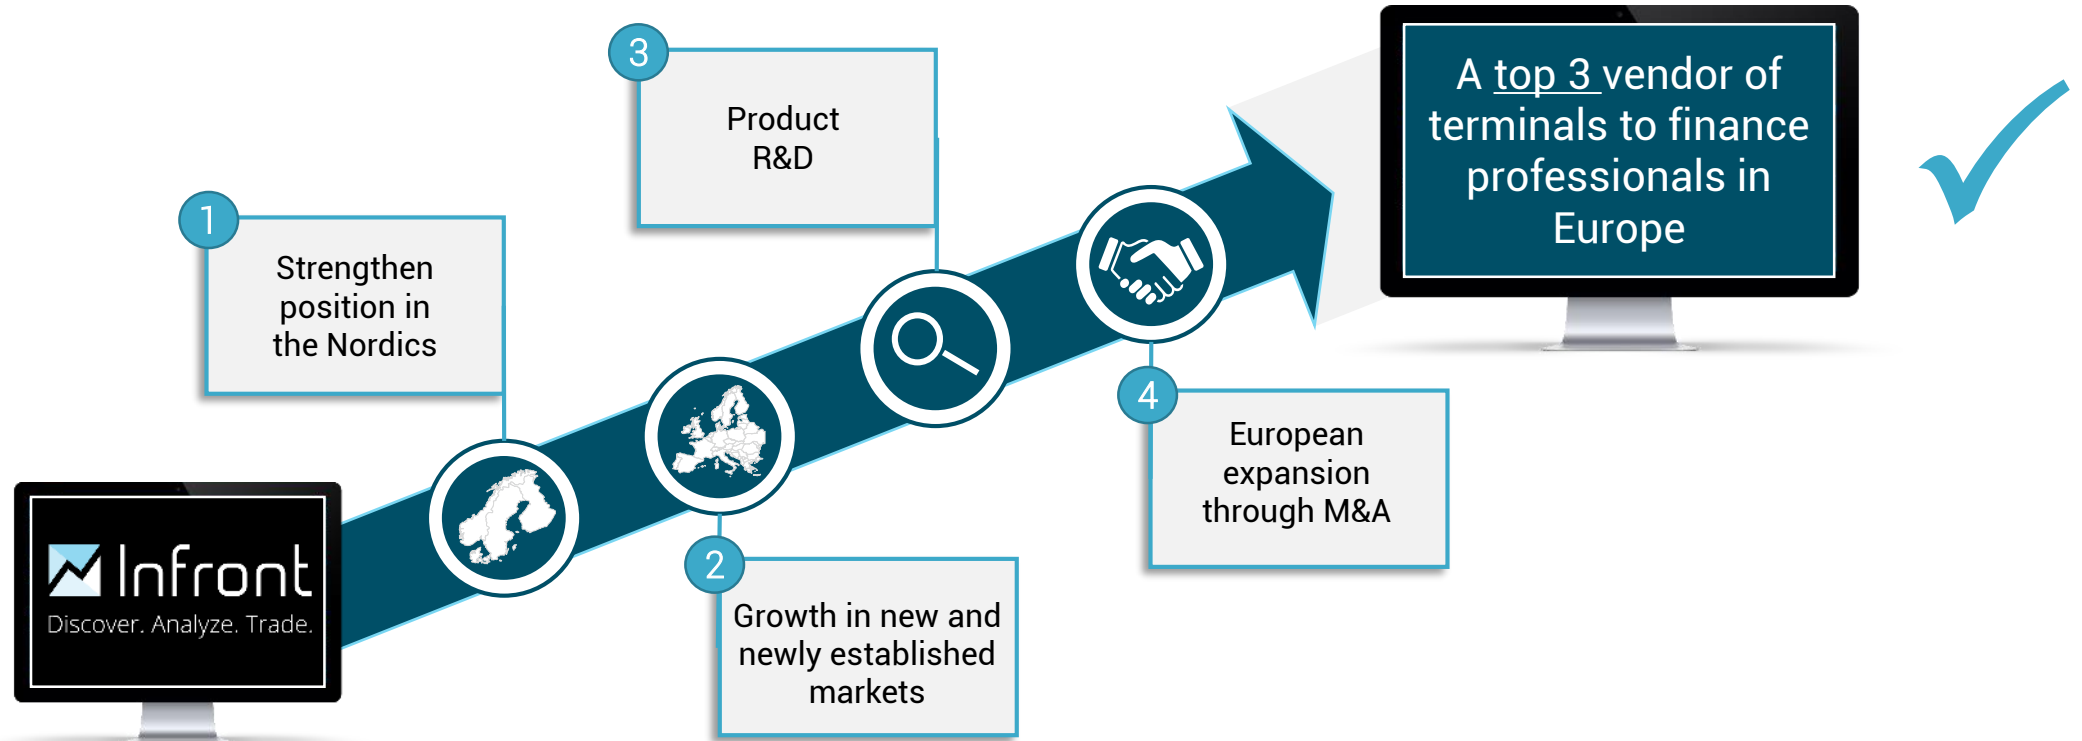 1
Strengthen
position in
the Nordics
2
Growth in new and
newly established
markets
3
Product
R&D
4
European
expansion
through M&A
A top 3 vendor of
terminals to finance
professionals in
Europe
Infront
Discover. Analyze. Trade.